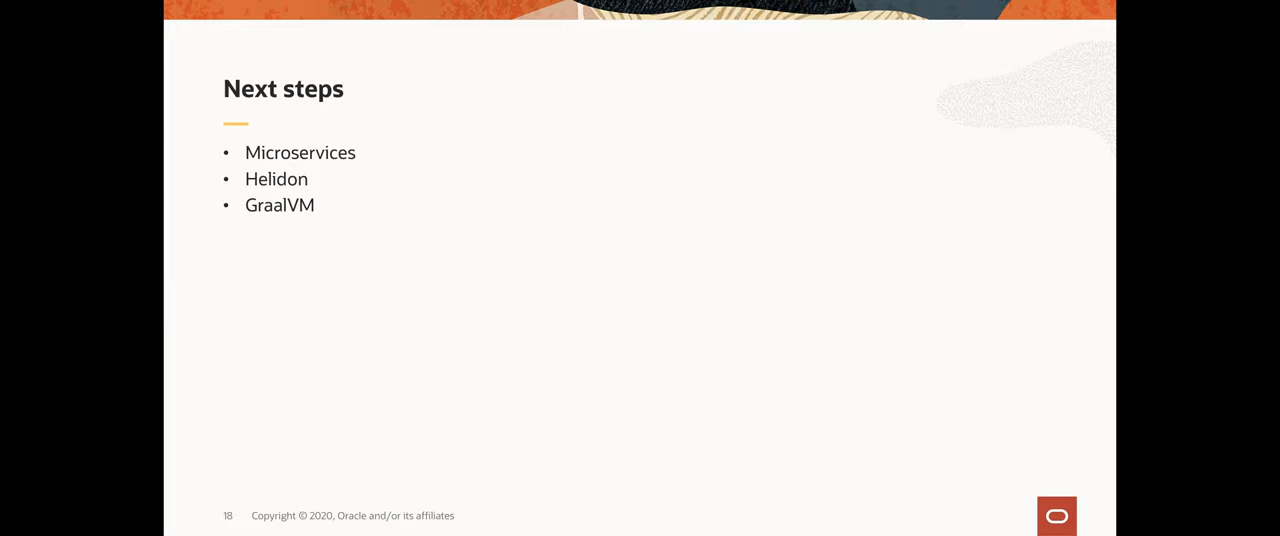 Next steps
• Microservices
• Helidon
• GraalVM
18 Copyright © 2020, Oracle and/or its affiliates